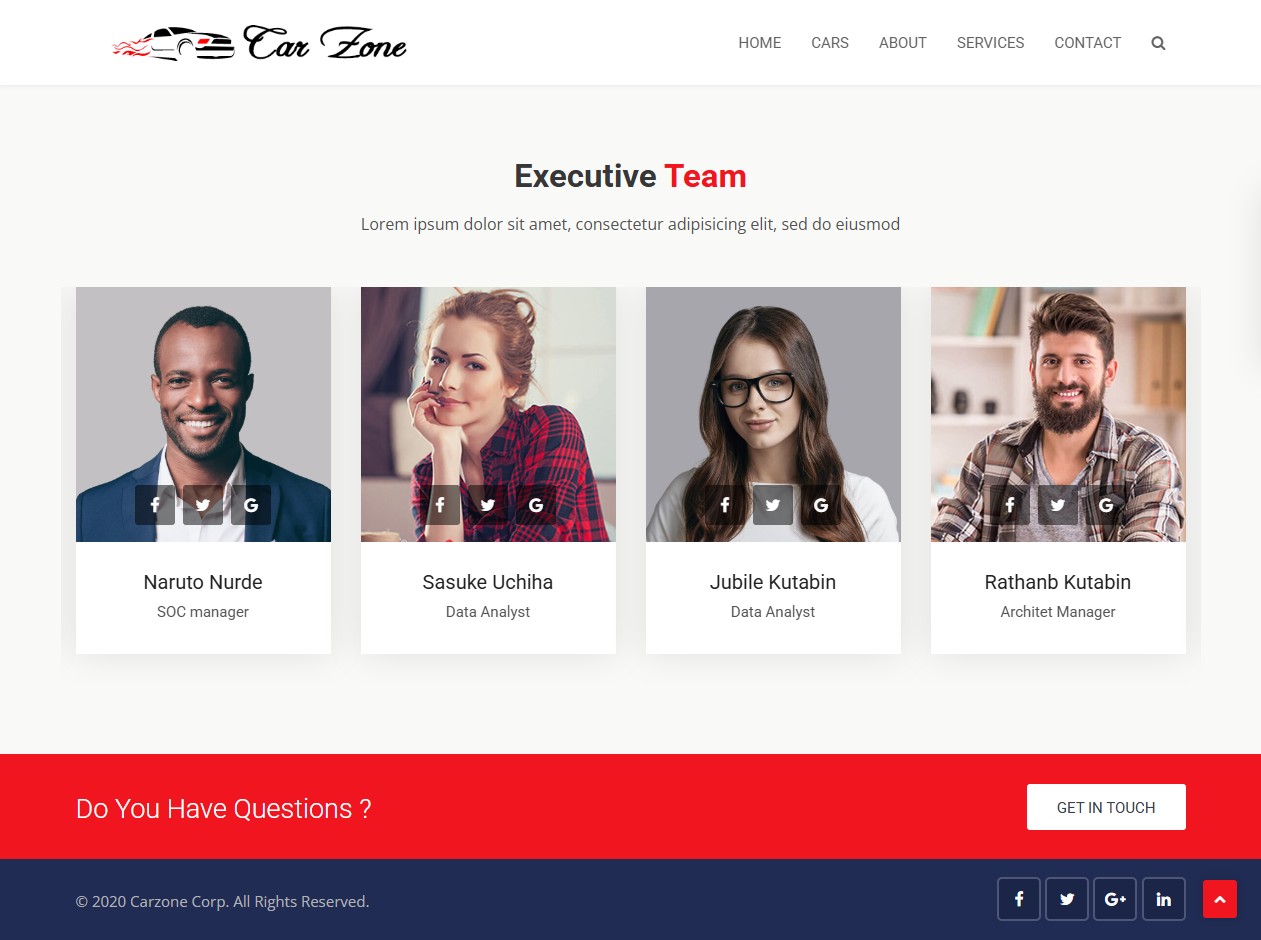 Car Zone
HOME CARS ABOUT SERVICES CONTACT
Executive Team
Lorem ipsum dolor sit amet, consectetur adipisicing elit, sed do eiusmod
Naruto Nurde
SOC manager
Sasuke Uchiha
Data Analyst
Jubile Kutabin
Data Analyst
Rathanb Kutabin
Architet Manager
Do You Have Questions ?
GET IN TOUCH
© 2020 Carzone Corp. All Rights Reserved.